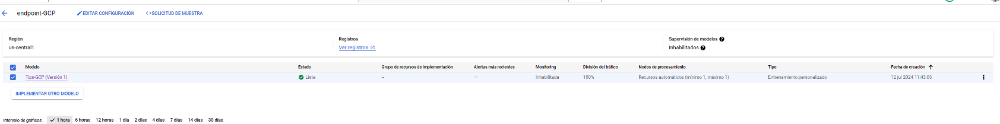 endpoint-GCP EDITAR CONFIGURACIÓN <>SOLICITUD DE MUESTRA
Región Registros Supervisión de modelos
us-central1 Ver registros Inhabilitados
Modelo Estado Grupo de recursos de implementación Alertas más recientes Monitoring División del tráfico Nodos de procesamiento Tipo Fecha de creación
Tips-GCP (Versión 1) Lista – — Inhabilitada 100% Recursos automáticos (mínimo 1, máximo 1) Entrenamiento personalizado 12 jul 2024 11:43:05
IMPLEMENTAR OTRO MODELO
Intervalo de gráficos: 1 hora 6 horas 12 horas 1 día 2 días 4 días 7 días 14 días 30 días